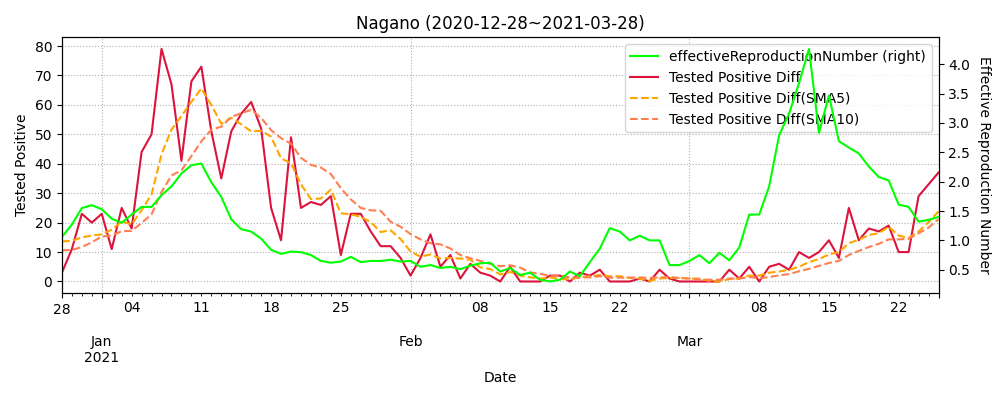 Nagano (2020-12-28~2021-03-28)
effectiveReproductionNumber (right)
Tested Positive Diff
Tested Positive Diff(SMA5)
Tested Positive Diff(SMA10)
Tested Positive
80
70
60
50
40
30
20
10
0
4.0
3.5
3.0
2.5
2.0
1.5
1.0
0.5
Effective Reproduction Number
28 04 11 18 25 08 15 22 08 15 22
Jan Feb Mar
2021
Date